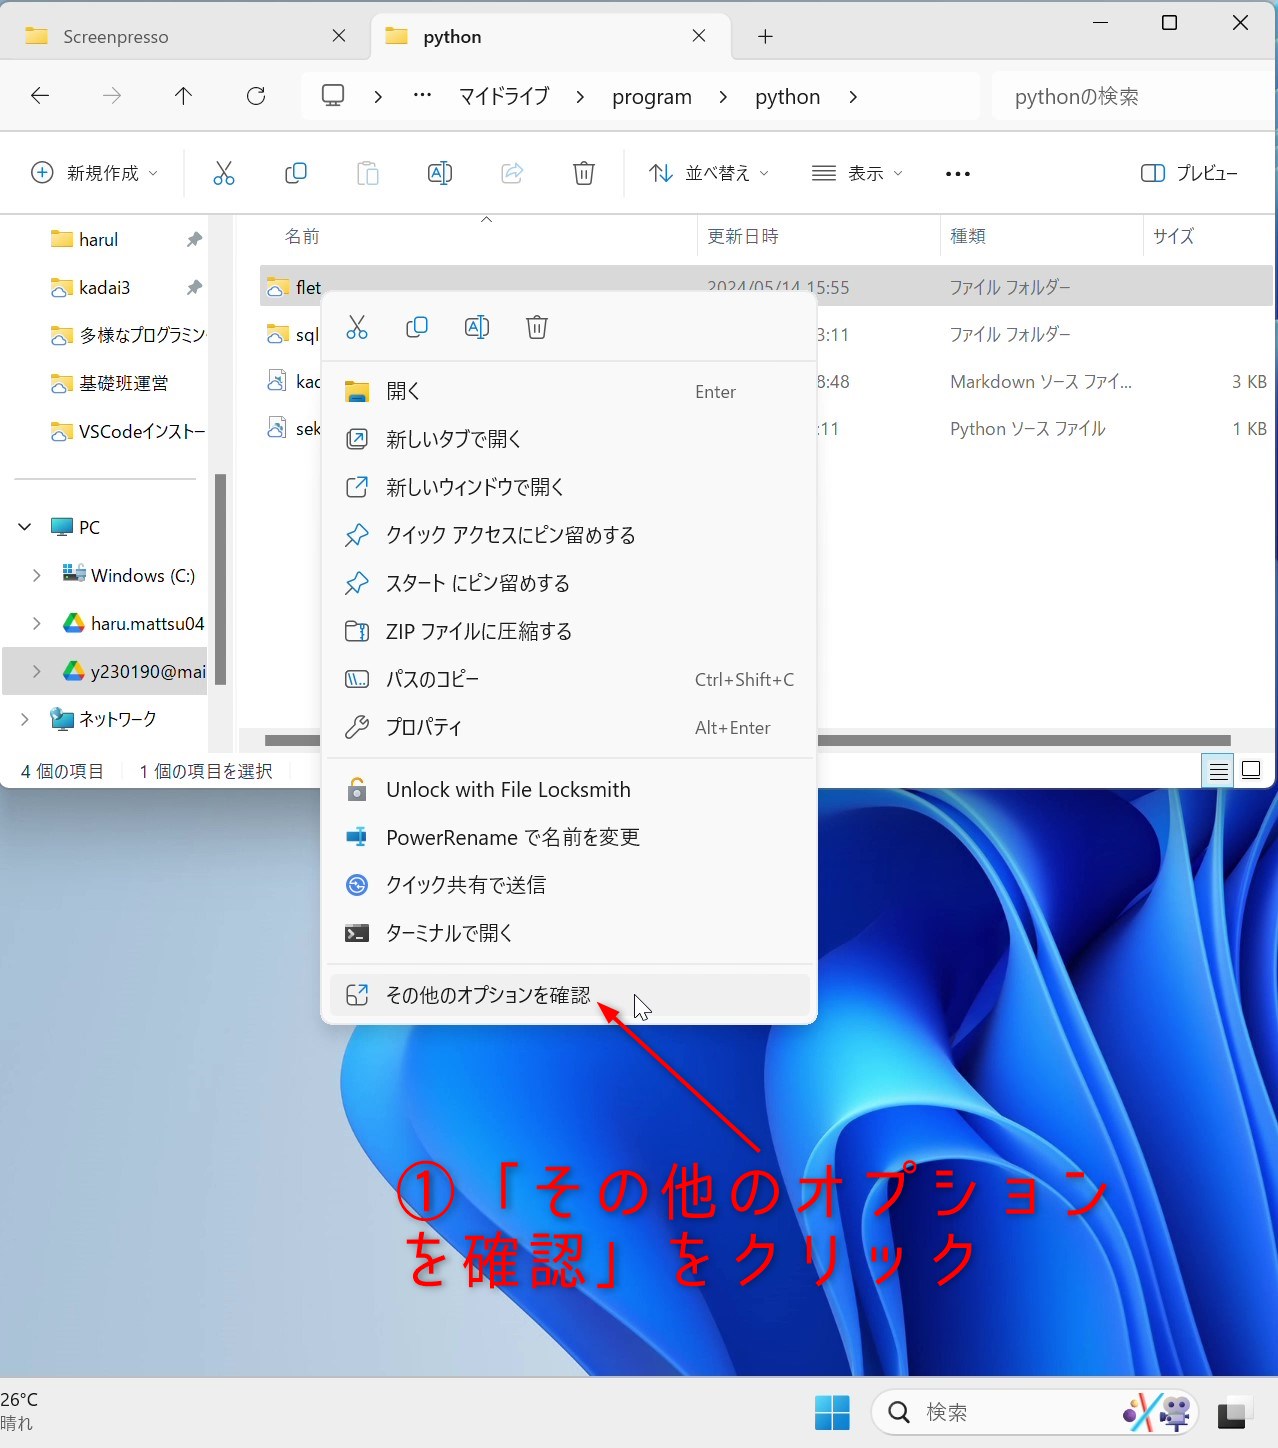 Screenpresso
python
マイドライブ
program
python
pythonの検索
新規作成
並べ替え
表示
プレビュー
名前
更新日時
種類
サイズ
harul
kadai3
多様なプログラミン
基礎班運営
VSCodeインストー
PC
Windows (C:)
haru.mattsu04
y230190@mai
ネットワーク
flet
2024/05/14 15:55
ファイル フォルダー
sql
3:11
ファイル フォルダー
kad
8:48
Markdown ソース ファイ...
3 KB
sek
:11
Python ソース ファイル
1 KB
開く
Enter
新しいタブで開く
新しいウィンドウで開く
クイック アクセスにピン留めする
スタート にピン留めする
ZIP ファイルに圧縮する
パスのコピー
Ctrl+Shift+C
プロパティ
Alt+Enter
Unlock with File Locksmith
PowerRename で名前を変更
クイック共有で送信
ターミナルで開く
その他のオプションを確認
4 個の項目
1 個の項目を選択
①「その他のオプション
を確認」をクリック
26°C
晴れ
検索